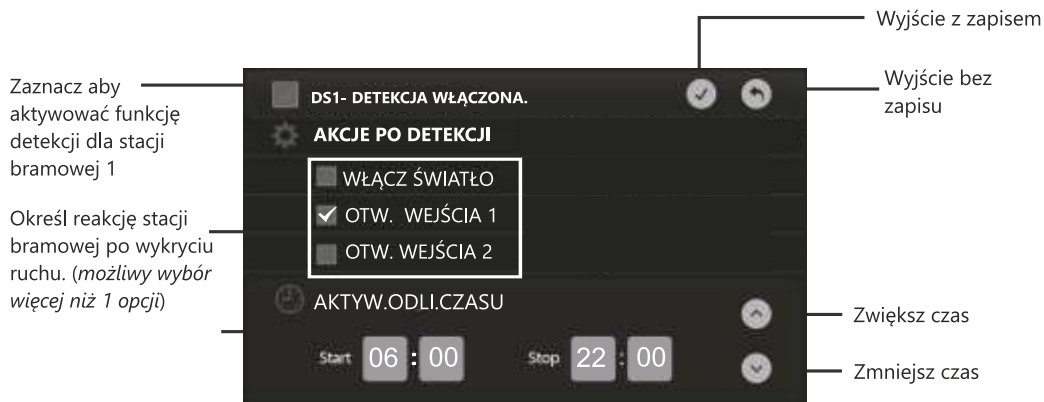 Wyjście z zapisem
Zaznacz aby
aktywować funkcję
detekcji dla stacji
bramowej 1
DS1- DETEKCJA WŁĄCZONA.
Wyjście bez
zapisu
AKCJE PO DETEKCJI
WŁĄCZ ŚWIATŁO
OTW. WEJŚCIA 1
OTW. WEJŚCIA 2
Określ reakcję stacji
bramowej po wykryciu
ruchu. (możliwy wybór
więcej niż 1 opcji)
AKTYW.ODLI.CZASU
Start 06 : 00 Stop 22 : 00
Zwiększ czas
Zmniejsz czas